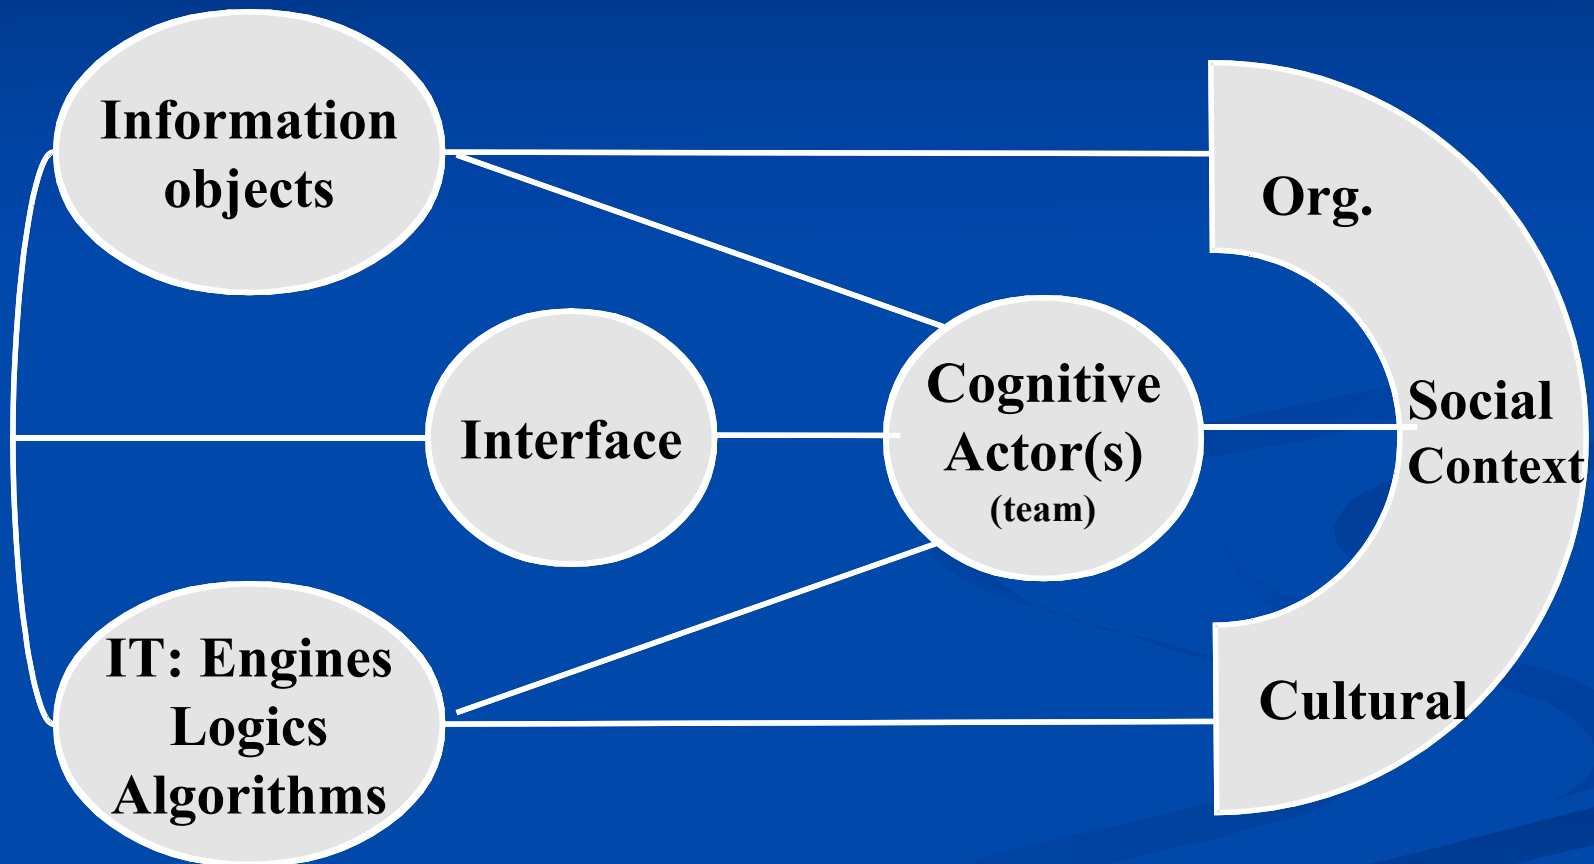 Information
objects
Org.
Interface
Cognitive
Actor(s)
(team)
Social
Context
IT: Engines
Logics
Algorithms
Cultural